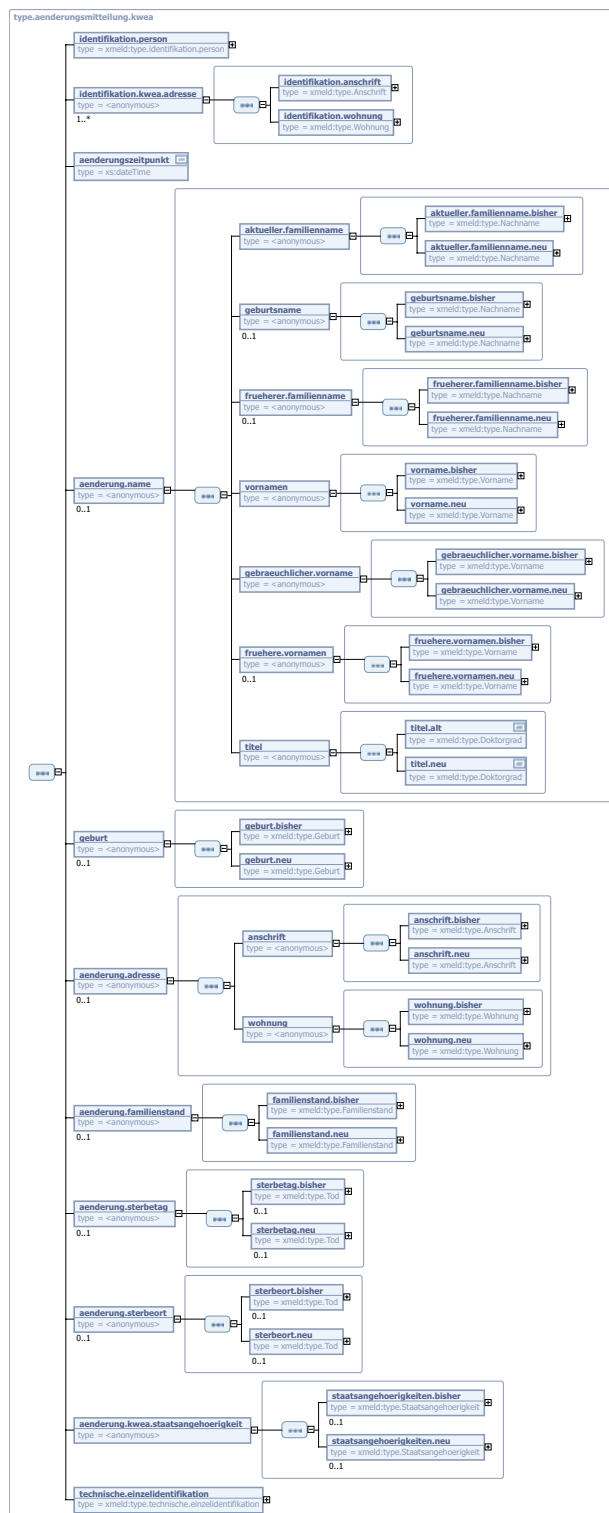 type.aenderungsmitteilung.kwea
identifikation.person
type = xmeld:type.identifikation.person
identifikation.kwea.adresse
type = <anonymous>
1..*
identifikation.anschrift
type = xmeld:type.Anschrift
identifikation.wohnung
type = xmeld:type.Wohnung
aenderungszeitpunkt
type = xs:dateTime
aenderung.name
type = <anonymous>
0..1
aktueller.familienname
type = <anonymous>
aktueller.familienname.bisher
type = xmeld:type.Nachname
aktueller.familienname.neu
type = xmeld:type.Nachname
geburtsname
type = <anonymous>
0..1
geburtsname.bisher
type = xmeld:type.Nachname
geburtsname.neu
type = xmeld:type.Nachname
frueherer.familienname
type = <anonymous>
0..1
frueherer.familienname.bisher
type = xmeld:type.Nachname
frueherer.familienname.neu
type = xmeld:type.Nachname
vornamen
type = <anonymous>
vorname.bisher
type = xmeld:type.Vorname
vorname.neu
type = xmeld:type.Vorname
gebraeuchlicher.vorname
type = <anonymous>
gebraeuchlicher.vorname.bisher
type = xmeld:type.Vorname
gebraeuchlicher.vorname.neu
type = xmeld:type.Vorname
fruehere.vornamen
type = <anonymous>
0..1
fruehere.vornamen.bisher
type = xmeld:type.Vorname
fruehere.vornamen.neu
type = xmeld:type.Vorname
titel
type = <anonymous>
titel.alt
type = xmeld:type.Doktorgrad
titel.neu
type = xmeld:type.Doktorgrad
geburt
type = <anonymous>
0..1
geburt.bisher
type = xmeld:type.Geburt
geburt.neu
type = xmeld:type.Geburt
aenderung.adresse
type = <anonymous>
0..1
anschrift
type = <anonymous>
anschrift.bisher
type = xmeld:type.Anschrift
anschrift.neu
type = xmeld:type.Anschrift
wohnung
type = <anonymous>
wohnung.bisher
type = xmeld:type.Wohnung
wohnung.neu
type = xmeld:type.Wohnung
aenderung.familienstand
type = <anonymous>
0..1
familienstand.bisher
type = xmeld:type.Familienstand
familienstand.neu
type = xmeld:type.Familienstand
aenderung.sterbetag
type = <anonymous>
0..1
sterbetag.bisher
type = xmeld:type.Tod
0..1
sterbetag.neu
type = xmeld:type.Tod
0..1
aenderung.sterbeort
type = <anonymous>
0..1
sterbeort.bisher
type = xmeld:type.Tod
0..1
sterbeort.neu
type = xmeld:type.Tod
0..1
aenderung.kwea.staatsangehoerigkeit
type = <anonymous>
staatsangehoerigkeiten.bisher
type = xmeld:type.Staatsangehoerigkeit
0..1
staatsangehoerigkeiten.neu
type = xmeld:type.Staatsangehoerigkeit
0..1
technische.einzelidentifikation
type = xmeld:type.technische.einzelidentifikation